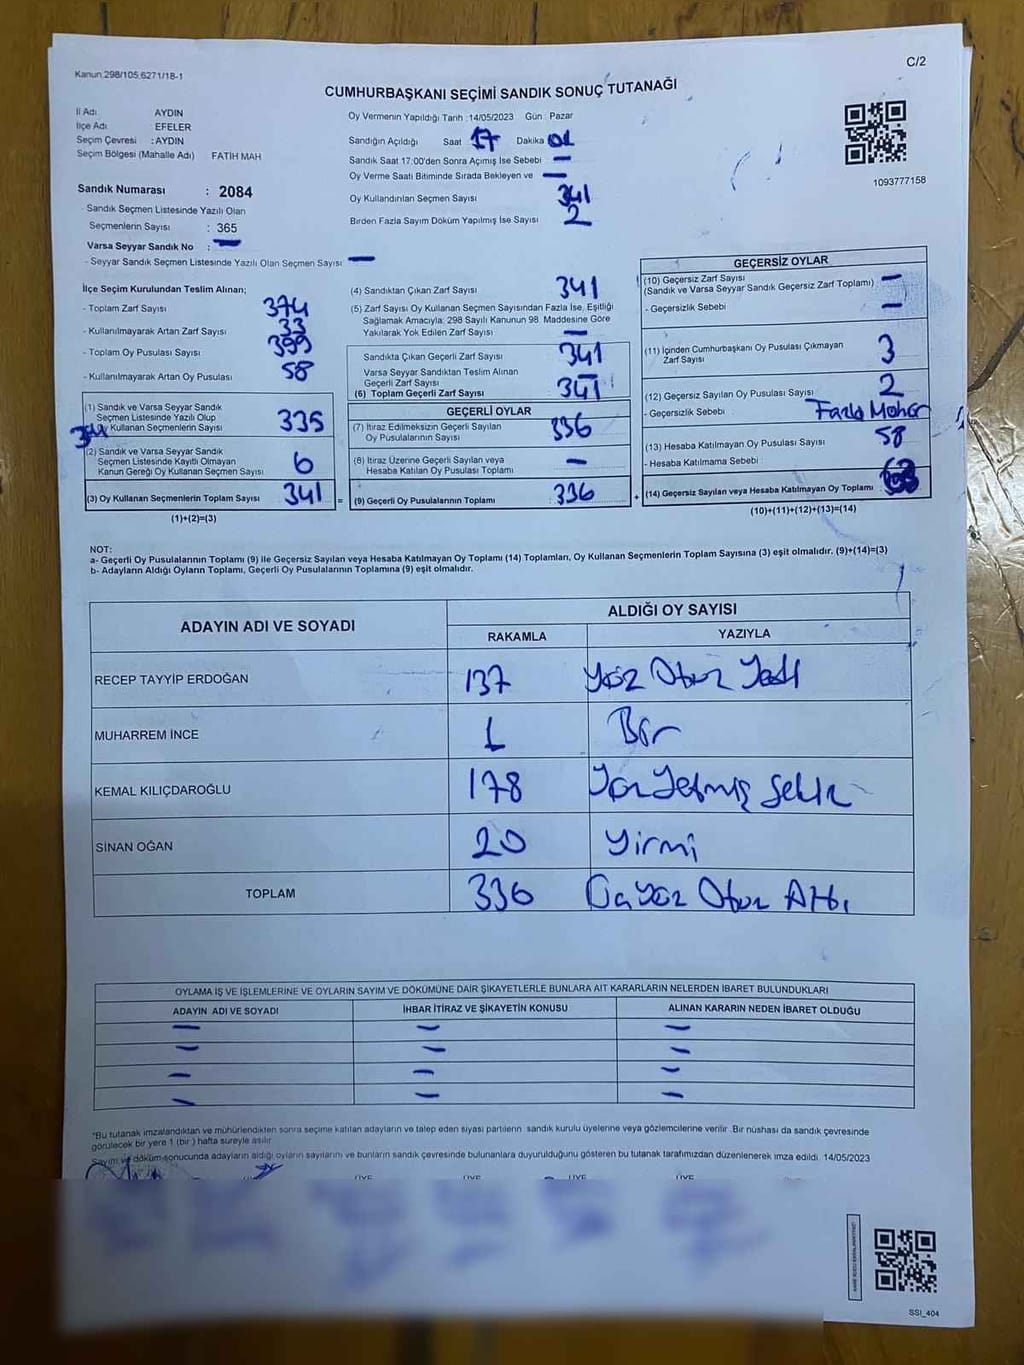 Kanun.298/105.6271/18-1
C/2
CUMHURBAŞKANI SEÇİMİ SANDIK SONUÇ TUTANAĞI
İl Adı : AYDIN
İlçe Adı : EFELER
Seçim Çevresi : AYDIN
Seçim Bölgesi (Mahalle Adı) FATİH MAH
Sandık Numarası : 2084
- Sandık Seçmen Listesinde Yazılı Olan
Seçmenlerin Sayısı : 365
Varsa Seyyar Sandık No : —
- Seyyar Sandık Seçmen Listesinde Yazılı Olan Seçmen Sayısı: —
Oy Vermenin Yapıldığı Tarih :14/05/2023 Gün : Pazar
Sandığın Açıldığı Saat 17 Dakika 01
Sandık Saat 17:00'den Sonra Açımış İse Sebebi —
Oy Verme Saati Bitiminde Sırada Bekleyen ve —
Oy Kullandırılan Seçmen Sayısı 341
Birden Fazla Sayım Döküm Yapılmış İse Sayısı : 2
1093777158
İlçe Seçim Kurulundan Teslim Alınan;
- Toplam Zarf Sayısı 374
- Kullanılmayarak Artan Zarf Sayısı : 33
- Toplam Oy Pusulası Sayısı 399
- Kullanılmayarak Artan Oy Pusulası 58
(1) Sandık ve Varsa Seyyar Sandık
Seçmen Listesinde Yazılı Olup
Oy Kullanan Seçmenlerin Sayısı 335
(2) Sandık ve Varsa Seyyar Sandık
Seçmen Listesinde Kayıtlı Olmayan
Kanun Gereği Oy Kullanan Seçmen Sayısı 6
(3) Oy Kullanan Seçmenlerin Toplam Sayısı 341 =
(1)+(2)=(3)
(4) Sandıktan Çıkan Zarf Sayısı 341
(5) Zarf Sayısı Oy Kullanan Seçmen Sayısından Fazla İse, Eşitliği
Sağlamak Amacıyla; 298 Sayılı Kanunun 98. Maddesine Göre
Yakılarak Yok Edilen Zarf Sayısı —
Sandıkta Çıkan Geçerli Zarf Sayısı 341
Varsa Seyyar Sandıktan Teslim Alınan
Geçerli Zarf Sayısı —
(6) Toplam Geçerli Zarf Sayısı 341
GEÇERLİ OYLAR
(7) İtiraz Edilmeksizin Geçerli Sayılan
Oy Pusulalarının Sayısı 336
(8) İtiraz Üzerine Geçerli Sayılan veya
Hesaba Katılan Oy Pusulası Toplamı —
(9) Geçerli Oy Pusulalarının Toplamı 336 +
GEÇERSİZ OYLAR
(10) Geçersiz Zarf Sayısı
(Sandık ve Varsa Seyyar Sandık Geçersiz Zarf Toplamı) —
- Geçersizlik Sebebi —
(11) İçinden Cumhurbaşkanı Oy Pusulası Çıkmayan
Zarf Sayısı 3
(12) Geçersiz Sayılan Oy Pusulası Sayısı 2
- Geçersizlik Sebebi : Fazla Mühür
(13) Hesaba Katılmayan Oy Pusulası Sayısı 58
- Hesaba Katılmama Sebebi
(14) Geçersiz Sayılan veya Hesaba Katılmayan Oy Toplamı
(10)+(11)+(12)+(13)=(14)
NOT:
a- Geçerli Oy Pusulalarının Toplamı (9) ile Geçersiz Sayılan veya Hesaba Katılmayan Oy Toplamı (14) Toplamları, Oy Kullanan Seçmenlerin Toplam Sayısına (3) eşit olmalıdır. (9)+(14)=(3)
b- Adayların Aldığı Oyların Toplamı, Geçerli Oy Pusulalarının Toplamına (9) eşit olmalıdır.
ADAYIN ADI VE SOYADI
ALDIĞI OY SAYISI
RAKAMLA YAZIYLA
RECEP TAYYİP ERDOĞAN 137 Yüz Otuz Yedi
MUHARREM İNCE 1 Bir
KEMAL KILIÇDAROĞLU 178 Yüz Yetmiş Sekiz
SİNAN OĞAN 20 Yirmi
TOPLAM 336 Üçyüz Otuz Altı
OYLAMA İŞ VE İŞLEMLERİNE VE OYLARIN SAYIM VE DÖKÜMÜNE DAİR ŞİKAYETLERLE BUNLARA AİT KARARLARIN NELERDEN İBARET BULUNDUKLARI
ADAYIN ADI VE SOYADI İHBAR İTİRAZ VE ŞİKAYETİN KONUSU ALINAN KARARIN NEDEN İBARET OLDUĞU
— — —
— — —
— — —
— — —
*Bu tutanak imzalandıktan ve mühürlendikten sonra seçime katılan adayların ve talep eden siyasi partilerin sandık kurulu üyelerine veya gözlemcilerine verilir .Bir nüshası da sandık çevresinde
görülecek bir yere 1 (bir) hafta süreyle asılır.
Sayım ve döküm sonucunda adayların aldığı oyların sayılarını ve bunların sandık çevresinde bulunanlara duyurulduğunu gösteren bu tutanak tarafımızdan düzenlenerek imza edildi. 14/05/2023
ÜYE ÜYE ÜYE ÜYE
SSI_404